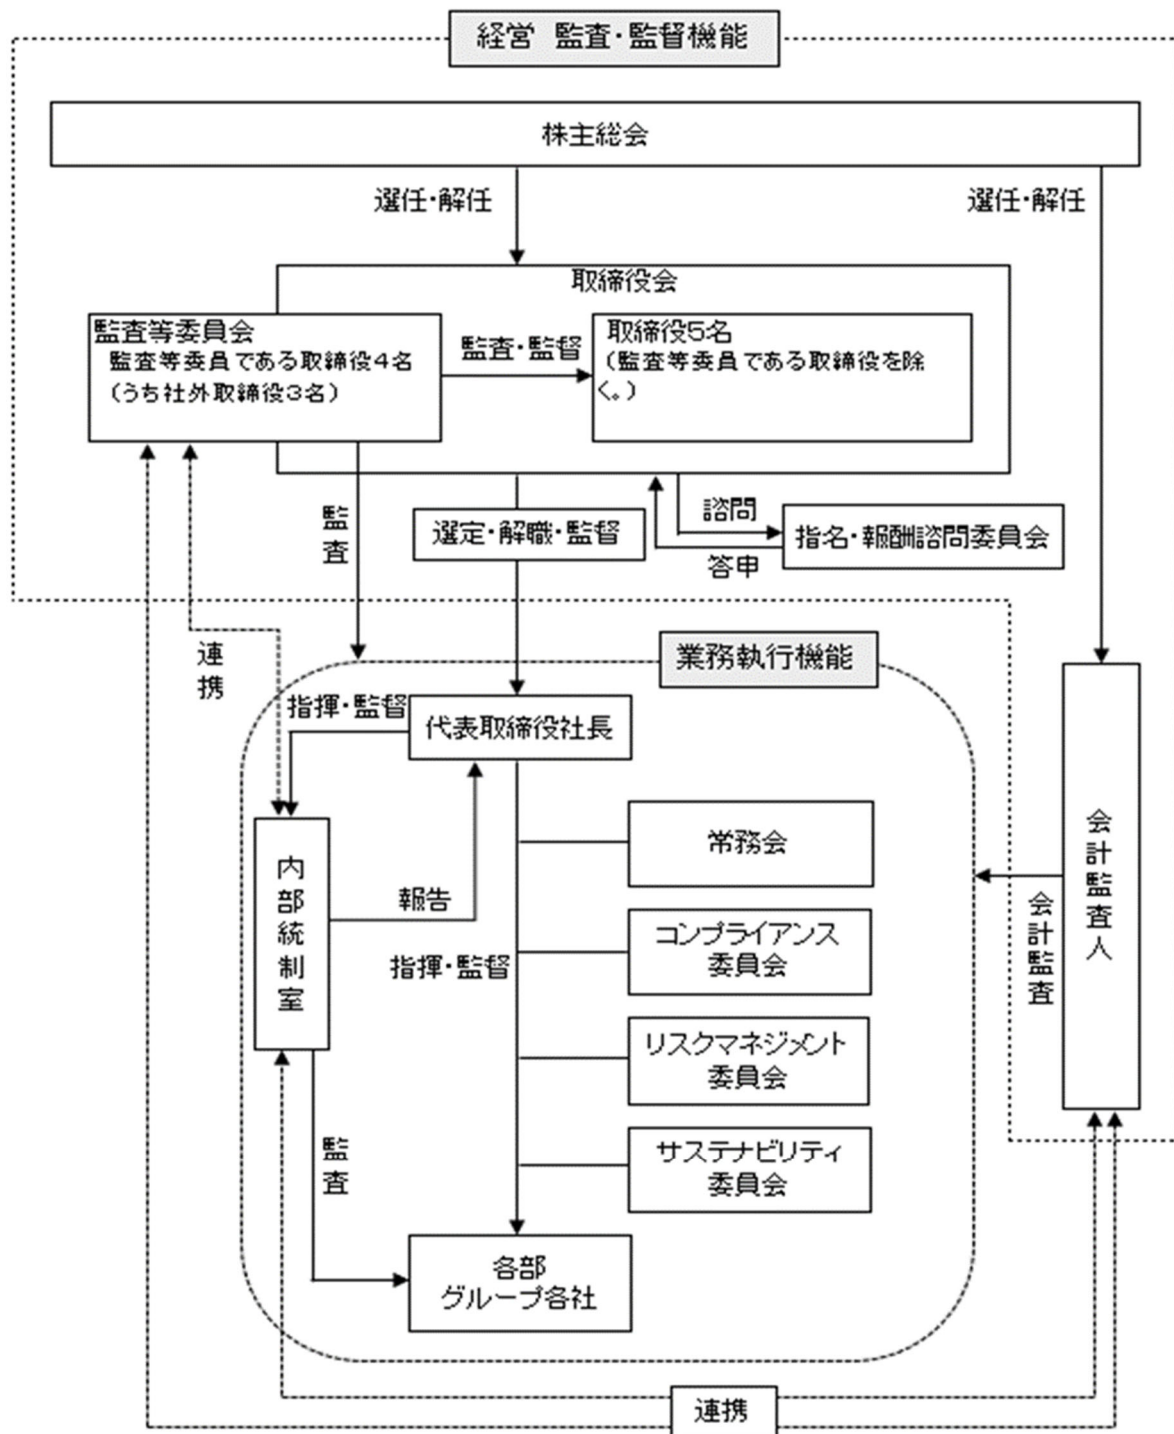 経営 監査・監督機能
株主総会
選任・解任
選任・解任
取締役会
監査等委員会
監査等委員である取締役４名
（うち社外取締役３名）
監査・監督
取締役５名
（監査等委員である取締役を除
く。）
監査
選定・解職・監督
諮問
答申
指名・報酬諮問委員会
連携
業務執行機能
指揮・監督
代表取締役社長
内部統制室
報告
指揮・監督
常務会
コンプライアンス
委員会
リスクマネジメント
委員会
サステナビリティ
委員会
会計監査
会計監査人
監査
各部
グループ各社
連携